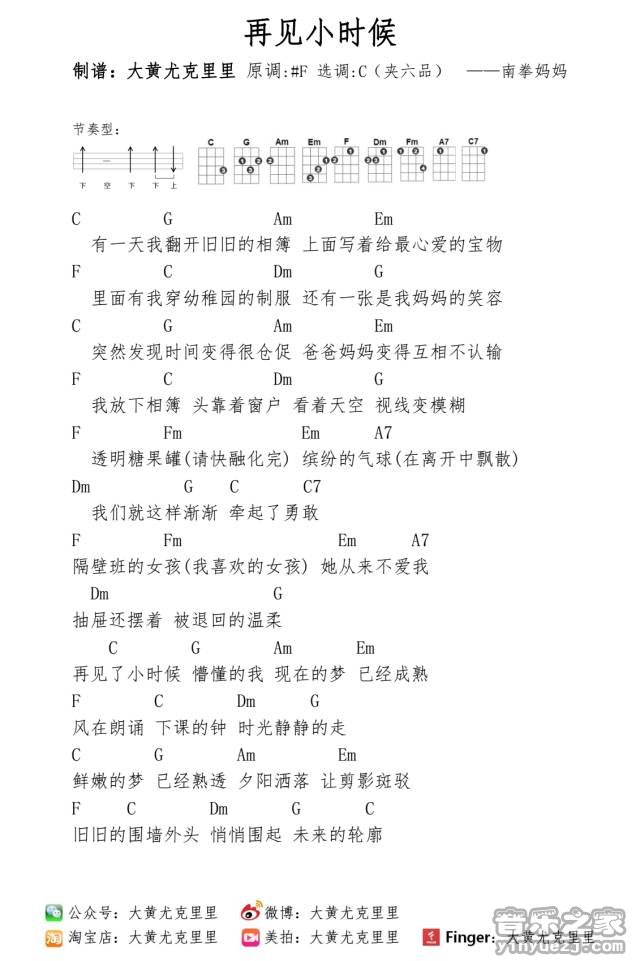 再见小时候
制谱：大黄尤克里里 原调:#F 选调:C（夹六品） ——南拳妈妈
节奏型：
C G Am Em F Dm Fm A7 C7
下 空 下 下 上
C G Am Em
有一天我翻开旧旧的相簿 上面写着给最心爱的宝物
F C Dm G
里面有我穿幼稚园的制服 还有一张是我妈妈的笑容
C G Am Em
突然发现时间变得很仓促 爸爸妈妈变得互相不认输
F C Dm G
我放下相簿 头靠着窗户 看着天空 视线变模糊
F Fm Em A7
透明糖果罐(请快融化完) 缤纷的气球(在离开中飘散)
Dm G C C7
我们就这样渐渐 牵起了勇敢
F Fm Em A7
隔壁班的女孩(我喜欢的女孩) 她从来不爱我
Dm G
抽屉还摆着 被退回的温柔
C G Am Em
再见了小时候 懵懂的我 现在的梦 已经成熟
F C Dm G
风在朗诵 下课的钟 时光静静的走
C G Am Em
鲜嫩的梦 已经熟透 夕阳洒落 让剪影斑驳
F C Dm G C
旧旧的围墙外头 悄悄围起 未来的轮廓
公众号：大黄尤克里里 微博：大黄尤克里里
淘 淘宝店：大黄尤克里里 美拍：大黄尤克里里 Finger：大黄尤克里里
音乐之家
yinyuezj.com